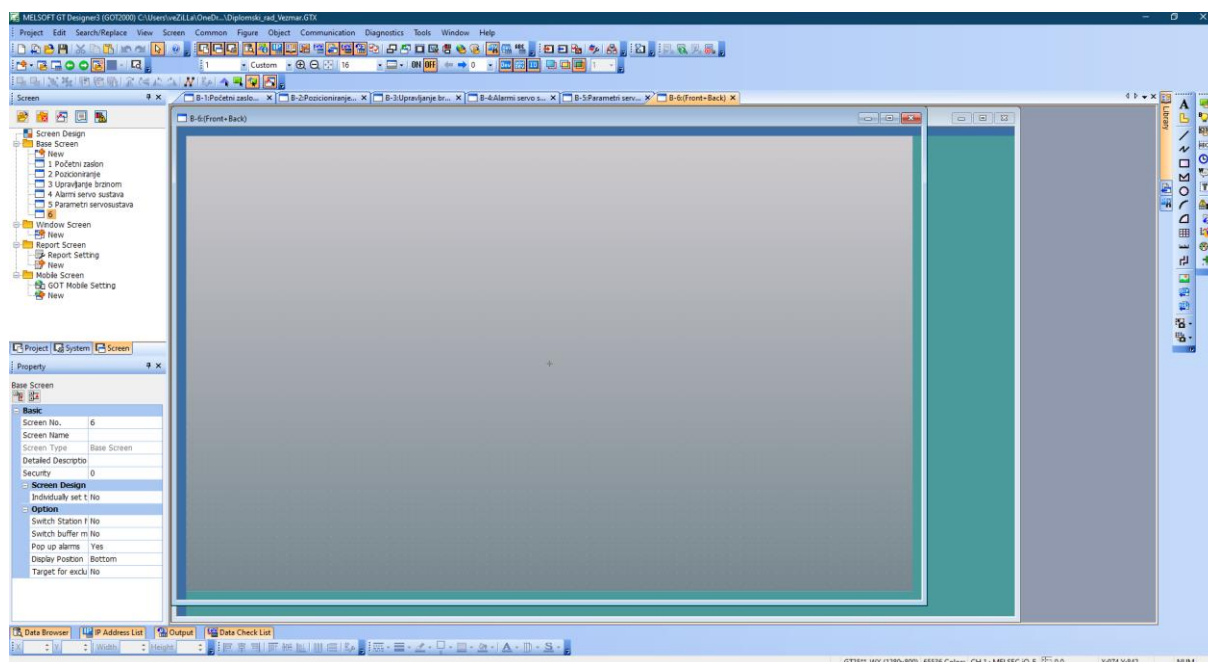 MELSOFT GT Designer3 (GOT2000) C:\Users\veZiLLa\OneDr...\Diplomski_rad_Vezmar.GTX
Project Edit Search/Replace View Screen Common Figure Object Communication Diagnostics Tools Window Help
1 Custom 16 ON OFF 0 1
Screen
B-1:Početni zaslo... B-2:Pozicioniranje... B-3:Upravljanje br... B-4:Alarmi servo s... B-5:Parametri serv... B-6:(Front+Back)
Library
B-6:(Front+Back)
Screen Design
Base Screen
New
1 Početni zaslon
2 Pozicioniranje
3 Upravljanje brzinom
4 Alarmi servo sustava
5 Parametri servosustava
6
Window Screen
New
Report Screen
Report Setting
New
Mobile Screen
GOT Mobile Setting
New
Project System Screen
Property
Base Screen
Basic
Screen No. 6
Screen Name
Screen Type Base Screen
Detailed Descriptio
Security 0
Screen Design
Individually set t No
Option
Switch Station N No
Switch buffer m No
Pop up alarms Yes
Display Position Bottom
Target for exclu No
Data Browser IP Address List Output Data Check List
X Y Width Height
NUM